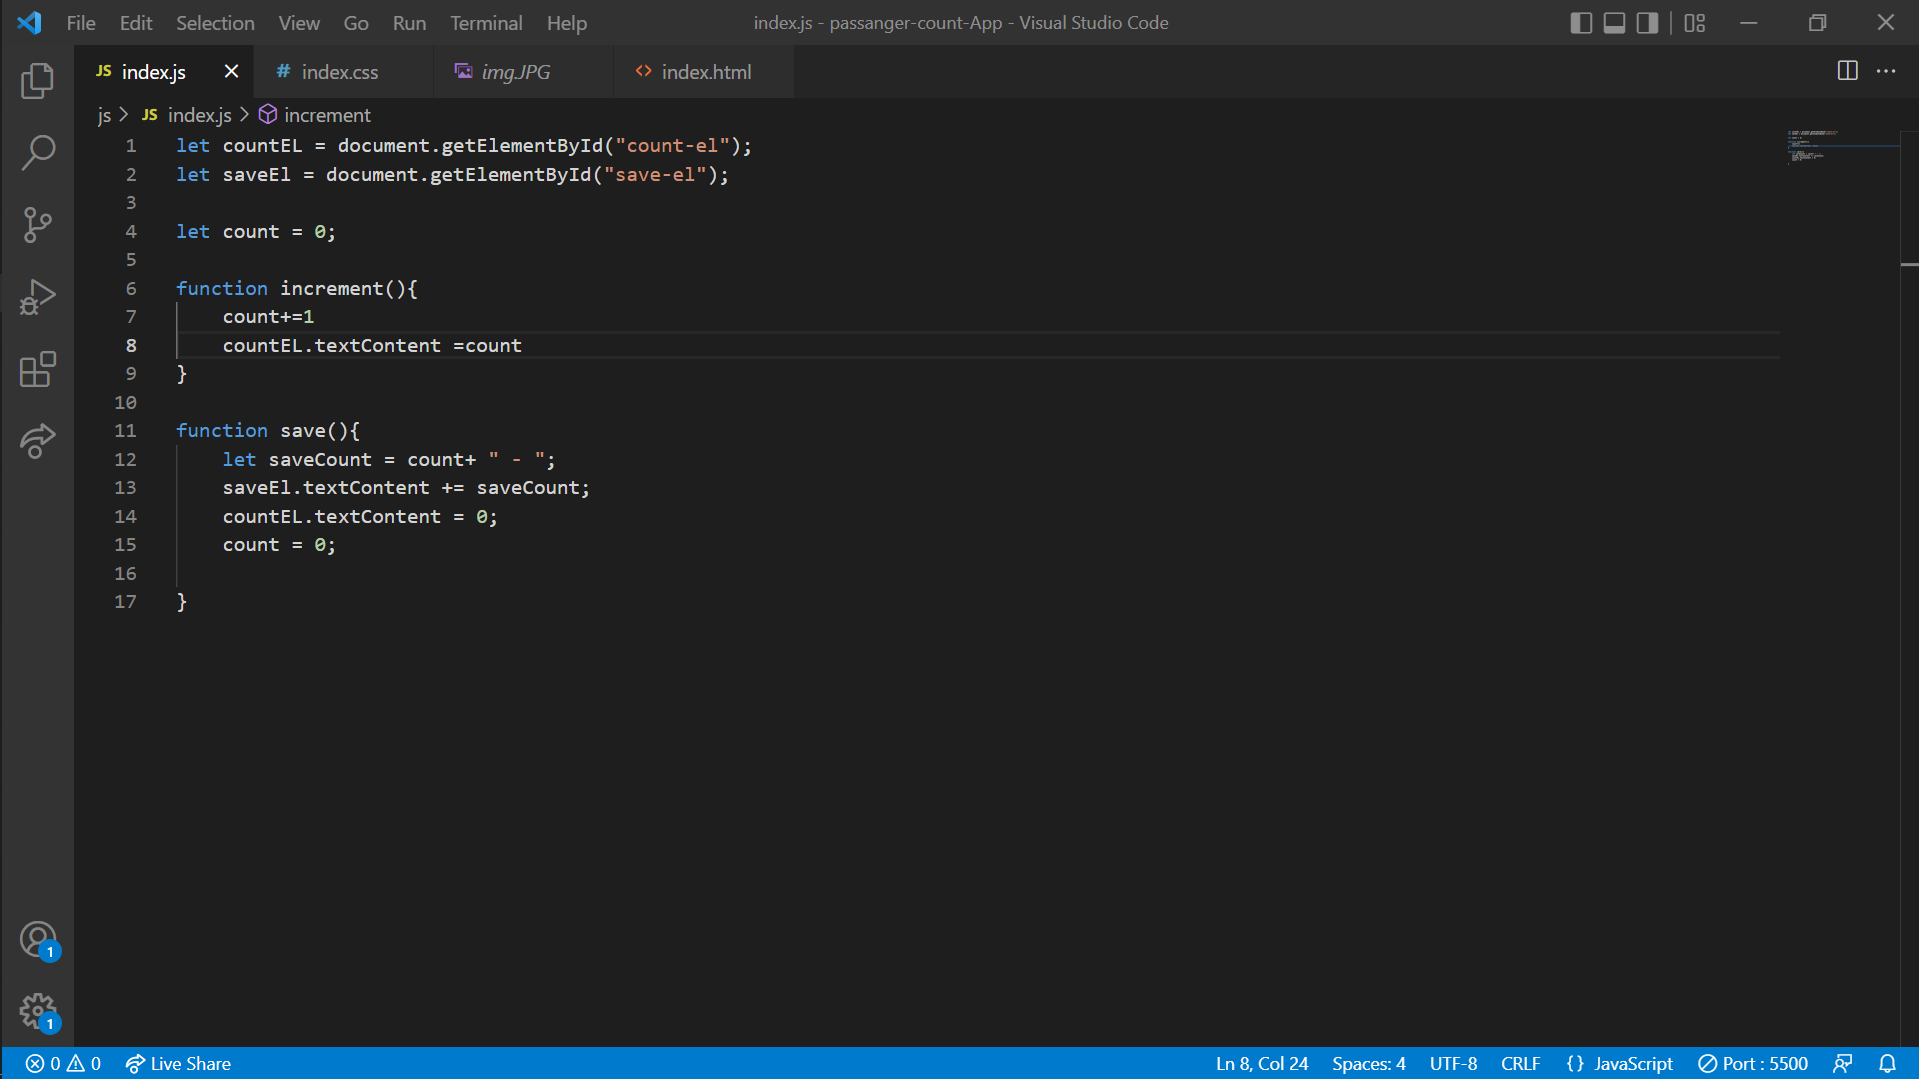 File Edit Selection View Go Run Terminal Help index.js - passanger-count-App - Visual Studio Code
JS index.js # index.css img.JPG <> index.html
js > JS index.js > increment
1 let countEL = document.getElementById("count-el");
2 let saveEl = document.getElementById("save-el");
3
4 let count = 0;
5
6 function increment(){
7     count+=1
8     countEL.textContent =count
9 }
10
11 function save(){
12     let saveCount = count+ " - ";
13     saveEl.textContent += saveCount;
14     countEL.textContent = 0;
15     count = 0;
16
17 }
1
1
0 0 Live Share Ln 8, Col 24 Spaces: 4 UTF-8 CRLF {} JavaScript Port : 5500